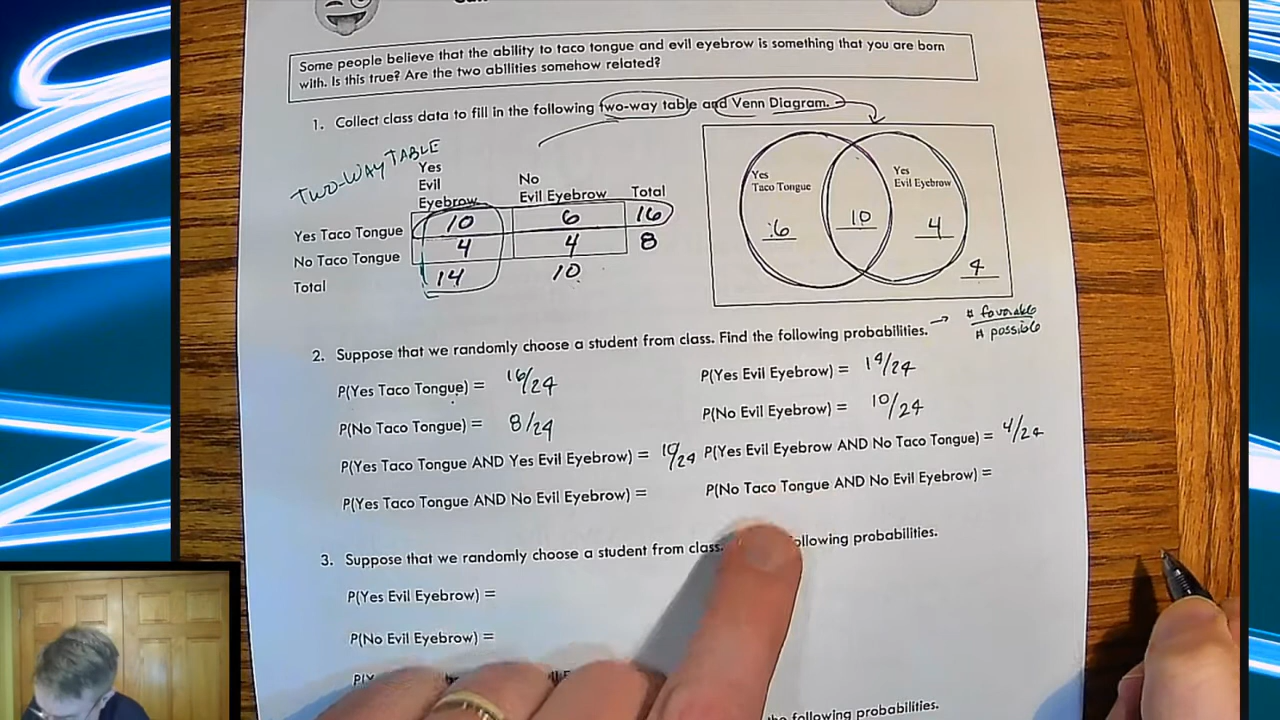 Some people believe that the ability to taco tongue and evil eyebrow is something that you are born
with. Is this true? Are the two abilities somehow related?
1. Collect class data to fill in the following two-way table and Venn Diagram.
TWO-WAY TABLE
Yes
Evil
Eyebrow
No
Evil Eyebrow
Total
Yes Taco Tongue 10 6 16
No Taco Tongue 4 4 8
Total 14 10
Yes
Taco Tongue
Yes
Evil Eyebrow
6 10 4
4
2. Suppose that we randomly choose a student from class. Find the following probabilities.
# favorable
# possible
P(Yes Taco Tongue) = 16/24
P(Yes Evil Eyebrow) = 14/24
P(No Taco Tongue) = 8/24
P(No Evil Eyebrow) = 10/24
P(Yes Taco Tongue AND Yes Evil Eyebrow) = 10/24
P(Yes Evil Eyebrow AND No Taco Tongue) = 4/24
P(Yes Taco Tongue AND No Evil Eyebrow) =
P(No Taco Tongue AND No Evil Eyebrow) =
3. Suppose that we randomly choose a student from class. following probabilities.
P(Yes Evil Eyebrow) =
P(No Evil Eyebrow) =
the following probabilities.